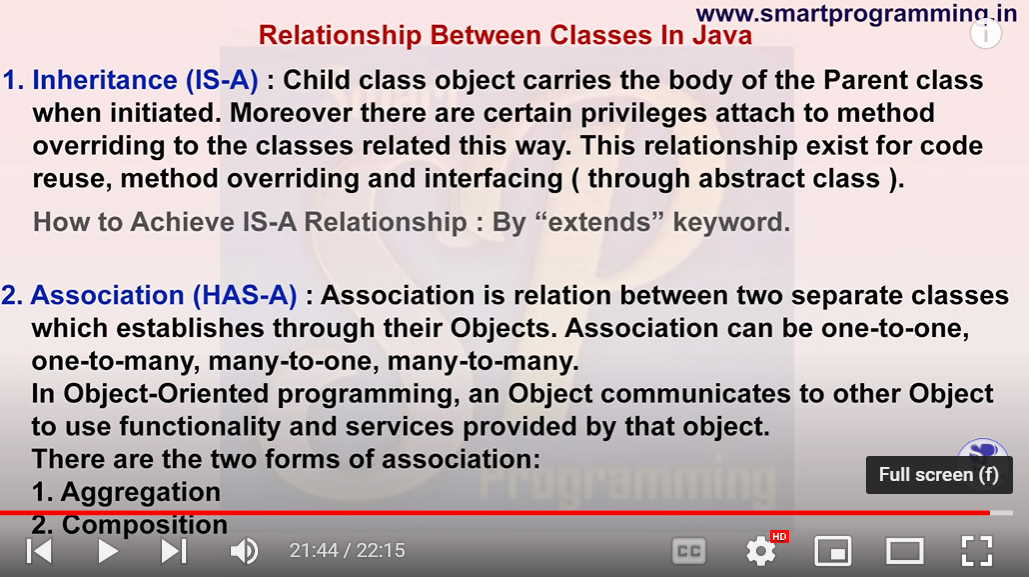 www.smartprogramming.in
Relationship Between Classes In Java
1. Inheritance (IS-A) : Child class object carries the body of the Parent class
when initiated. Moreover there are certain privileges attach to method
overriding to the classes related this way. This relationship exist for code
reuse, method overriding and interfacing ( through abstract class ).
How to Achieve IS-A Relationship : By “extends” keyword.
2. Association (HAS-A) : Association is relation between two separate classes
which establishes through their Objects. Association can be one-to-one,
one-to-many, many-to-one, many-to-many.
In Object-Oriented programming, an Object communicates to other Object
to use functionality and services provided by that object.
There are the two forms of association:
SP
Full screen (f)
1. Aggregation
Programming
2. Composition
21:44 / 22:15
CC
HD